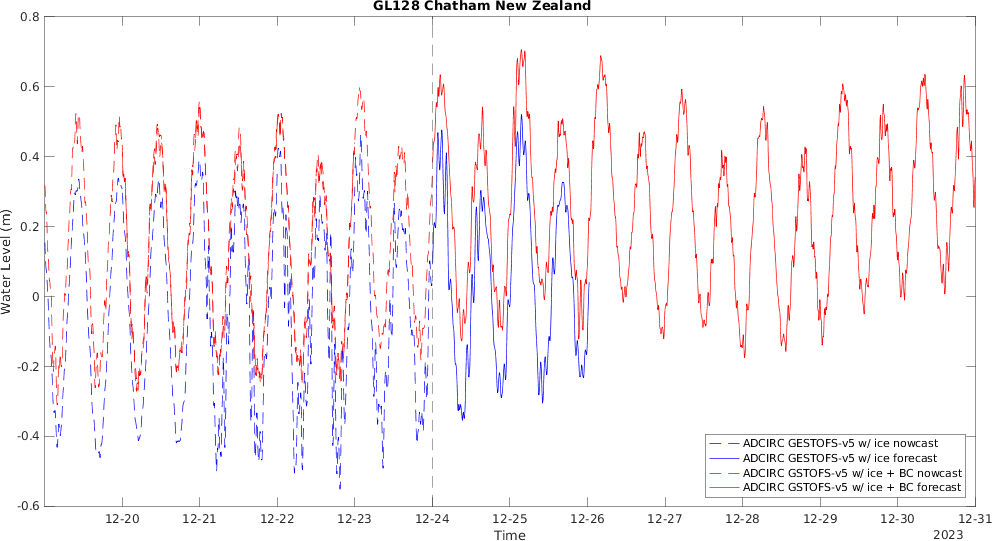 GL128 Chatham New Zealand
0.8
0.6
0.4
0.2
0
-0.2
-0.4
-0.6
Water Level (m)
ADCIRC GESTOFS-v5 w/ ice nowcast
ADCIRC GESTOFS-v5 w/ ice forecast
ADCIRC GSTOFS-v5 w/ ice + BC nowcast
ADCIRC GSTOFS-v5 w/ ice + BC forecast
12-20 12-21 12-22 12-23 12-24 12-25 12-26 12-27 12-28 12-29 12-30 12-31
Time
2023